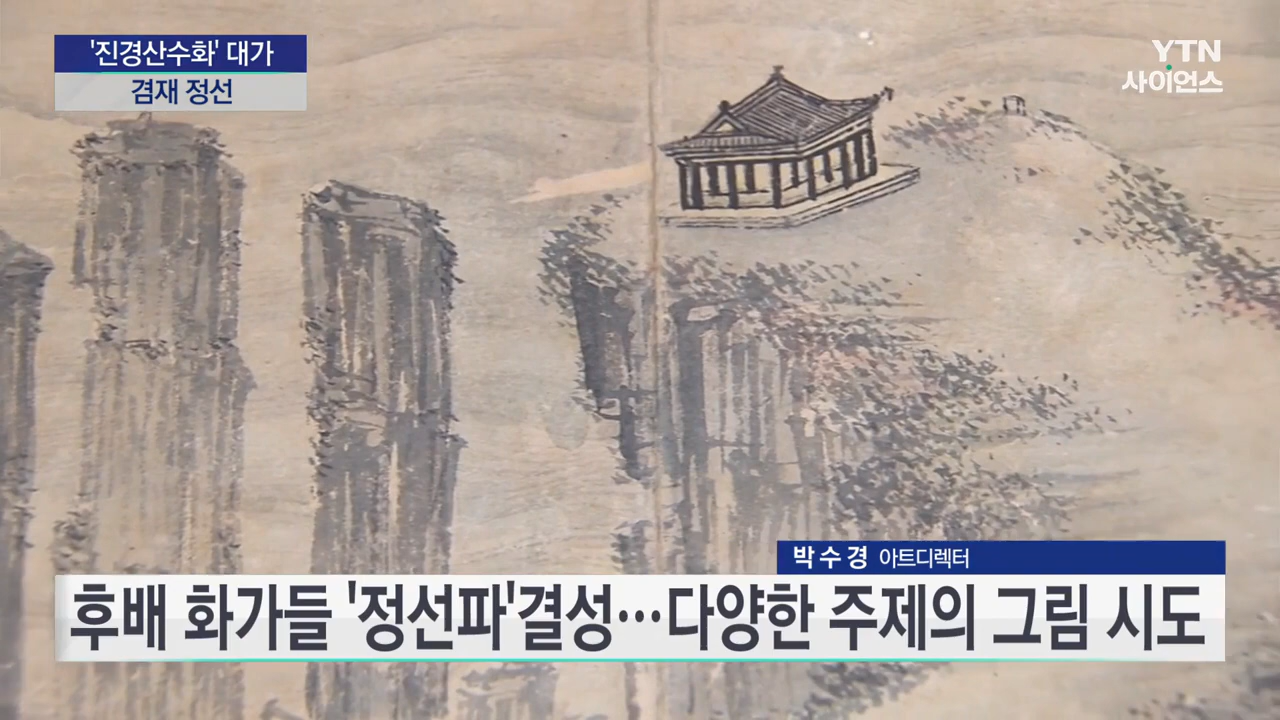 '진경산수화' 대가
겸재 정선
YTN
사이언스
박수경 아트디렉터
후배 화가들 '정선파'결성…다양한 주제의 그림 시도